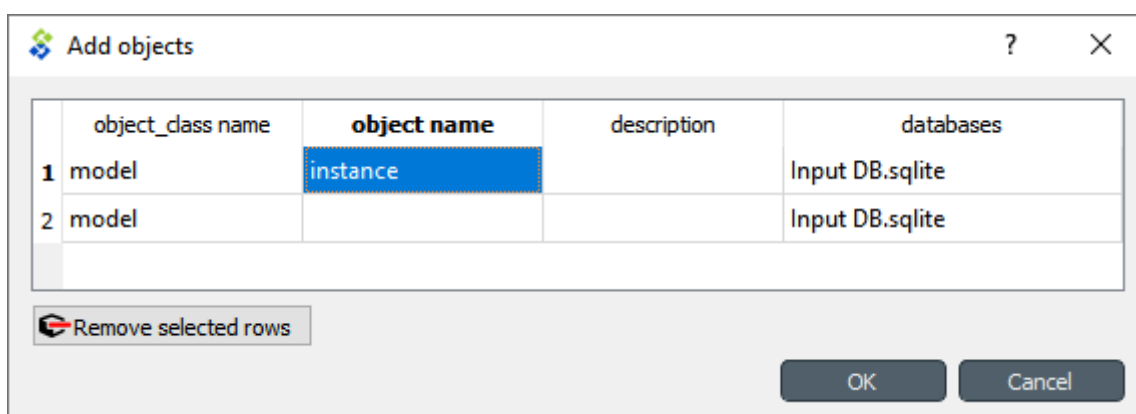 Add objects ?
object_class name object name description databases
1 model instance Input DB.sqlite
2 model Input DB.sqlite
Remove selected rows
OK Cancel